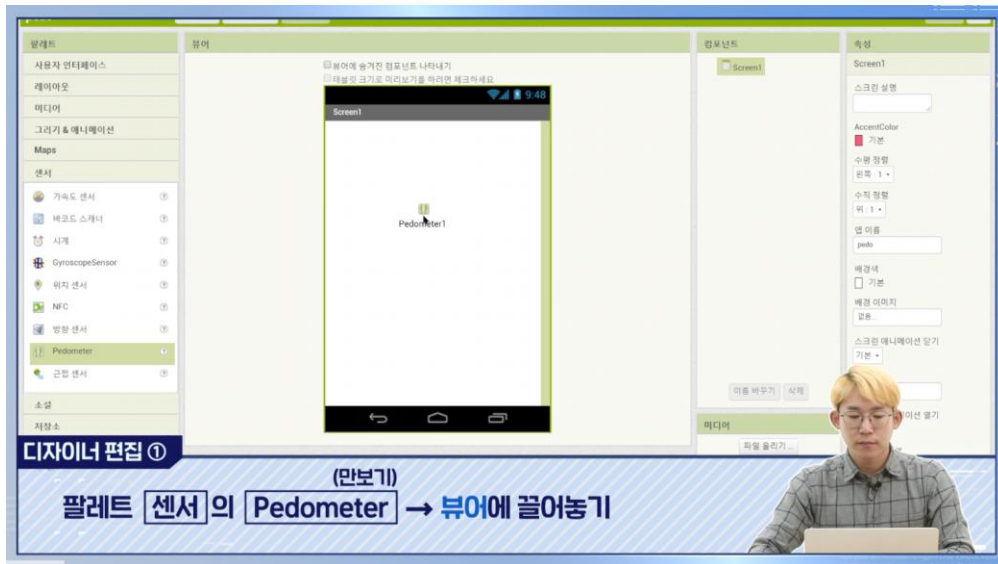 팔레트
뷰어
컴포넌트
속성
사용자 인터페이스
레이아웃
미디어
그리기 & 애니메이션
Maps
센서
가속도 센서
바코드 스캐너
시계
GyroscopeSensor
위치 센서
NFC
방향 센서
Pedometer
근접 센서
소셜
저장소
뷰어에 숨겨진 컴포넌트 나타내기
태블릿 크기로 미리보기를 하려면 체크하세요
9:48
Screen1
Pedometer1
Screen1
이름 바꾸기 삭제
미디어
파일 올리기 ...
Screen1
스크린 설명
AccentColor
기본
수평 정렬
왼쪽 : 1
수직 정렬
위 : 1
앱 이름
pedo
배경색
기본
배경 이미지
없음...
스크린 애니메이션 닫기
기본
이션 열기
디자이너 편집 ①
(만보기)
팔레트 센서 의 Pedometer → 뷰어에 끌어놓기